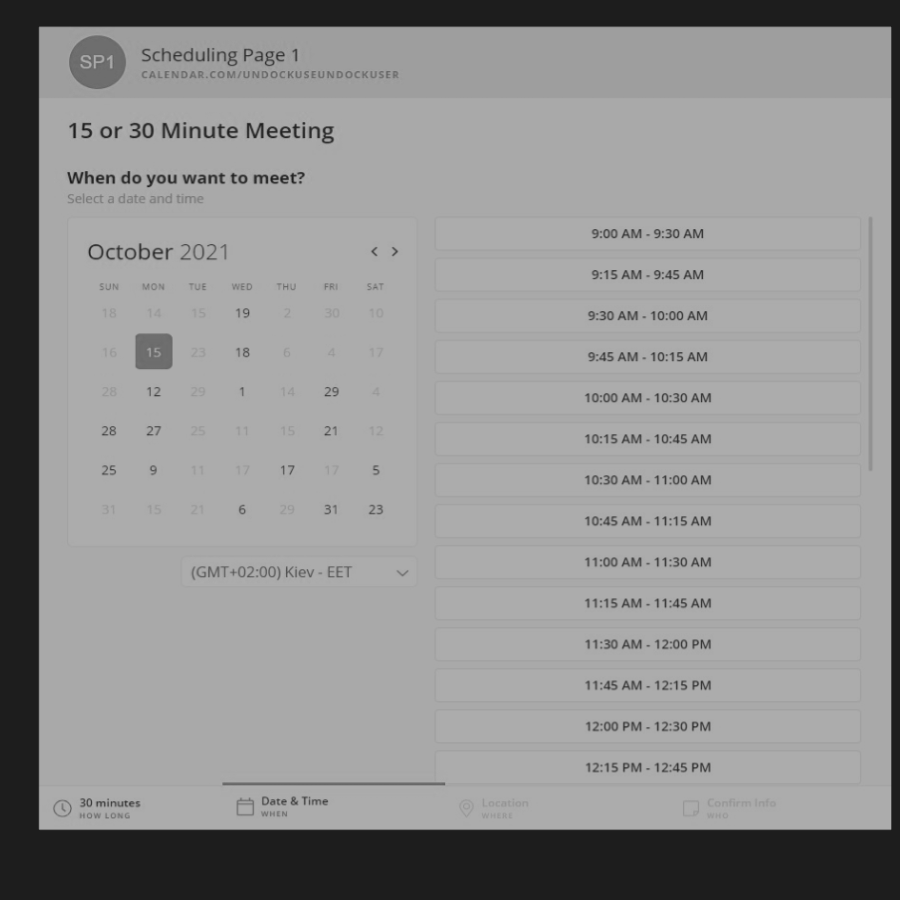 SP1
Scheduling Page 1
CALENDAR.COM/UNDOCKUSEUNDOCKUSER
15 or 30 Minute Meeting
When do you want to meet?
Select a date and time
October 2021
SUN MON TUE WED THU FRI SAT
18 14 15 19 2 30 10
16 15 23 18 6 4 17
28 12 29 1 14 29 4
28 27 25 11 15 21 12
25 9 11 17 17 17 5
31 15 21 6 29 31 23
(GMT+02:00) Kiev - EET
9:00 AM - 9:30 AM
9:15 AM - 9:45 AM
9:30 AM - 10:00 AM
9:45 AM - 10:15 AM
10:00 AM - 10:30 AM
10:15 AM - 10:45 AM
10:30 AM - 11:00 AM
10:45 AM - 11:15 AM
11:00 AM - 11:30 AM
11:15 AM - 11:45 AM
11:30 AM - 12:00 PM
11:45 AM - 12:15 PM
12:00 PM - 12:30 PM
12:15 PM - 12:45 PM
30 minutes
HOW LONG
Date & Time
WHEN
Location
WHERE
Confirm Info
WHO